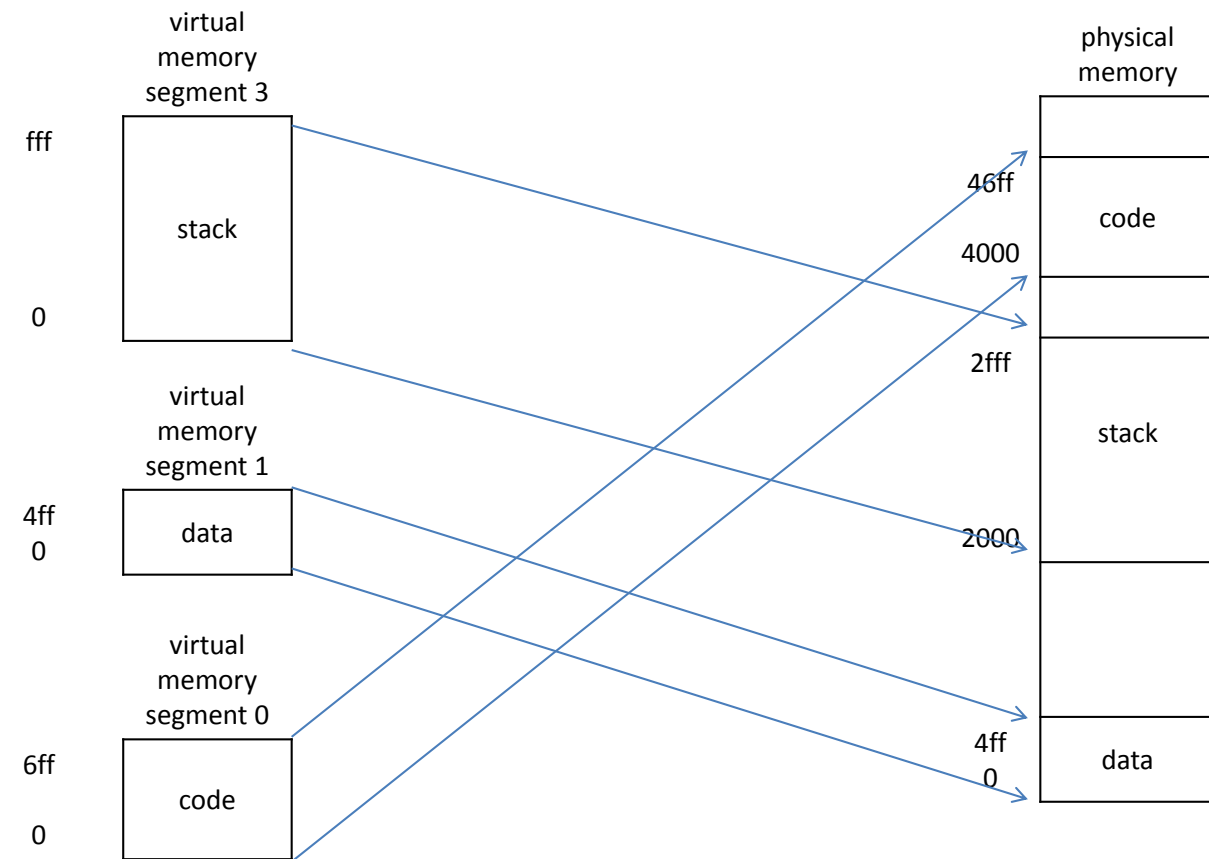 virtual
memory
segment 3
fff
stack
0
virtual
memory
segment 1
4ff
data
0
virtual
memory
segment 0
6ff
code
0
physical
memory
46ff
code
4000
2fff
stack
2000
4ff
data
0